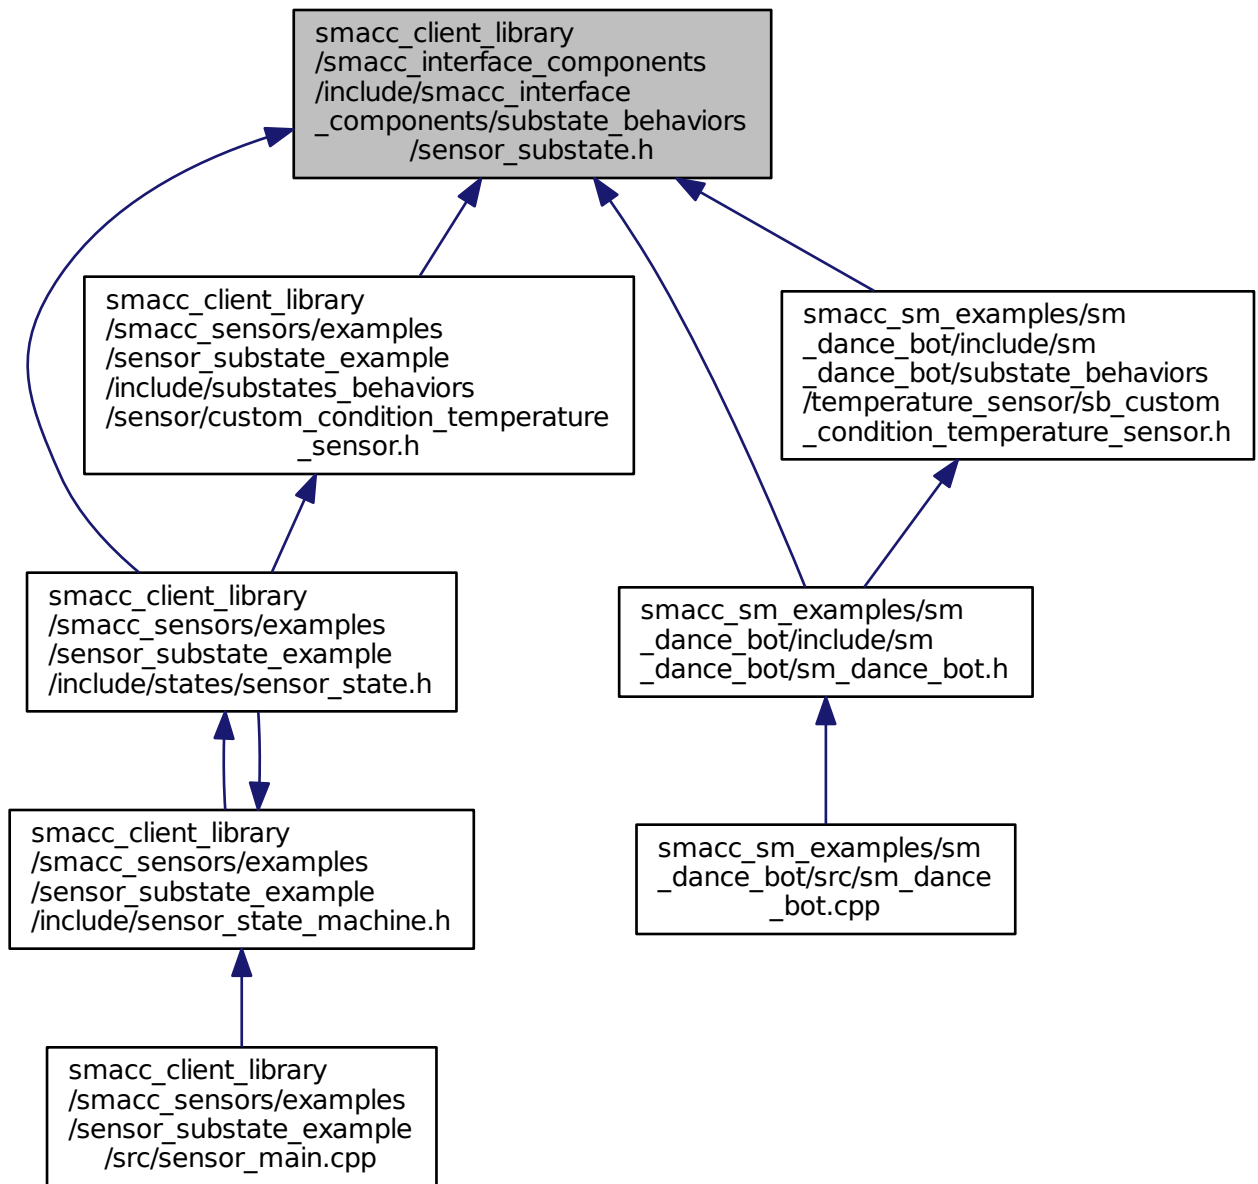 smacc_client_library
/smacc_interface_components
/include/smacc_interface
_components/substate_behaviors
/sensor_substate.h
smacc_client_library
/smacc_sensors/examples
/sensor_substate_example
/include/substates_behaviors
/sensor/custom_condition_temperature
_sensor.h
smacc_sm_examples/sm
_dance_bot/include/sm
_dance_bot/substate_behaviors
/temperature_sensor/sb_custom
_condition_temperature_sensor.h
smacc_client_library
/smacc_sensors/examples
/sensor_substate_example
/include/states/sensor_state.h
smacc_sm_examples/sm
_dance_bot/include/sm
_dance_bot/sm_dance_bot.h
smacc_client_library
/smacc_sensors/examples
/sensor_substate_example
/include/sensor_state_machine.h
smacc_sm_examples/sm
_dance_bot/src/sm_dance
_bot.cpp
smacc_client_library
/smacc_sensors/examples
/sensor_substate_example
/src/sensor_main.cpp